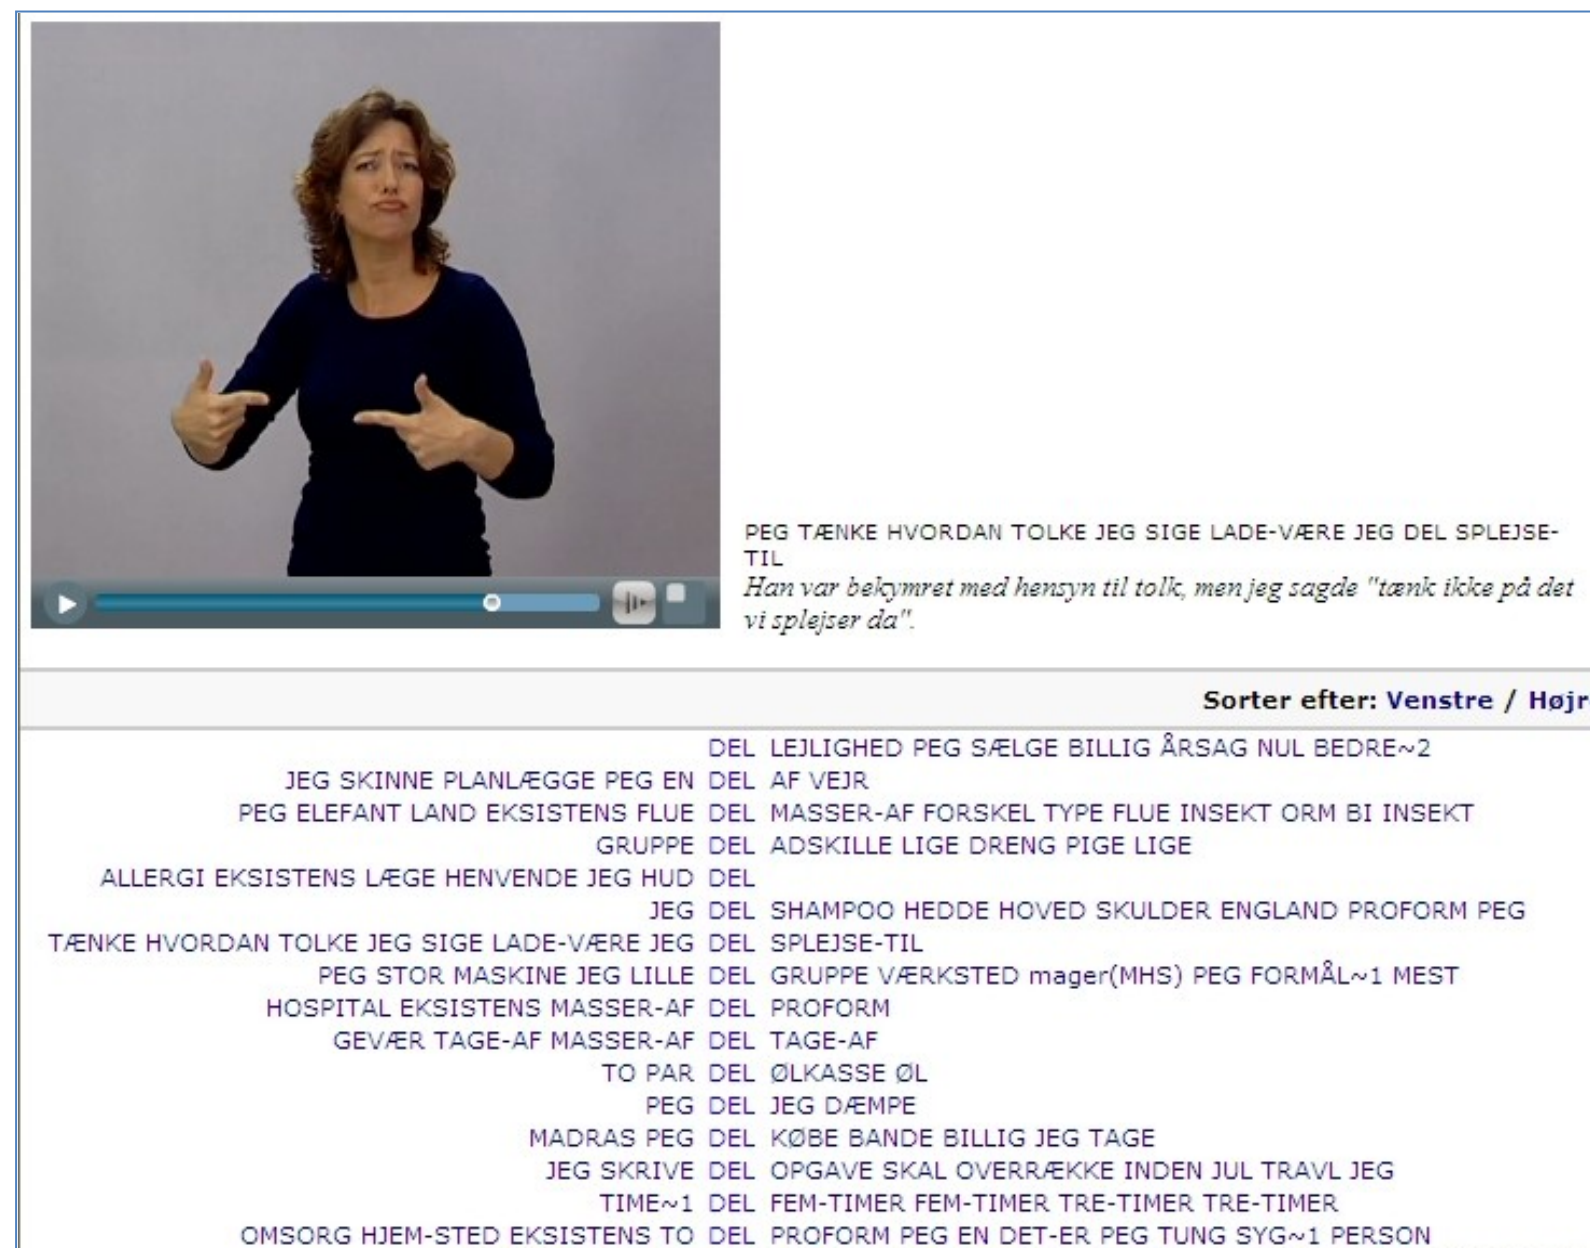 PEG TÆNKE HVORDAN TOLKE JEG SIGE LADE-VÆRE JEG DEL SPLEJSE-
TIL
Han var bekymret med hensyn til tolk, men jeg sagde "tænk ikke på det
vi splejser da".
Sorter efter: Venstre / Højr
DEL LEJLIGHED PEG SÆLGE BILLIG ÅRSAG NUL BEDRE~2
JEG SKINNE PLANLÆGGE PEG EN DEL AF VEJR
PEG ELEFANT LAND EKSISTENS FLUE DEL MASSER-AF FORSKEL TYPE FLUE INSEKT ORM BI INSEKT
GRUPPE DEL ADSKILLE LIGE DRENG PIGE LIGE
ALLERGI EKSISTENS LÆGE HENVENDE JEG HUD DEL
JEG DEL SHAMPOO HEDDE HOVED SKULDER ENGLAND PROFORM PEG
TÆNKE HVORDAN TOLKE JEG SIGE LADE-VÆRE JEG DEL SPLEJSE-TIL
PEG STOR MASKINE JEG LILLE DEL GRUPPE VÆRKSTED mager(MHS) PEG FORMÅL~1 MEST
HOSPITAL EKSISTENS MASSER-AF DEL PROFORM
GEVÆR TAGE-AF MASSER-AF DEL TAGE-AF
TO PAR DEL ØLKASSE ØL
PEG DEL JEG DÆMPE
MADRAS PEG DEL KØBE BANDE BILLIG JEG TAGE
JEG SKRIVE DEL OPGAVE SKAL OVERRÆKKE INDEN JUL TRAVL JEG
TIME~1 DEL FEM-TIMER FEM-TIMER TRE-TIMER TRE-TIMER
OMSORG HJEM-STED EKSISTENS TO DEL PROFORM PEG EN DET-ER PEG TUNG SYG~1 PERSON